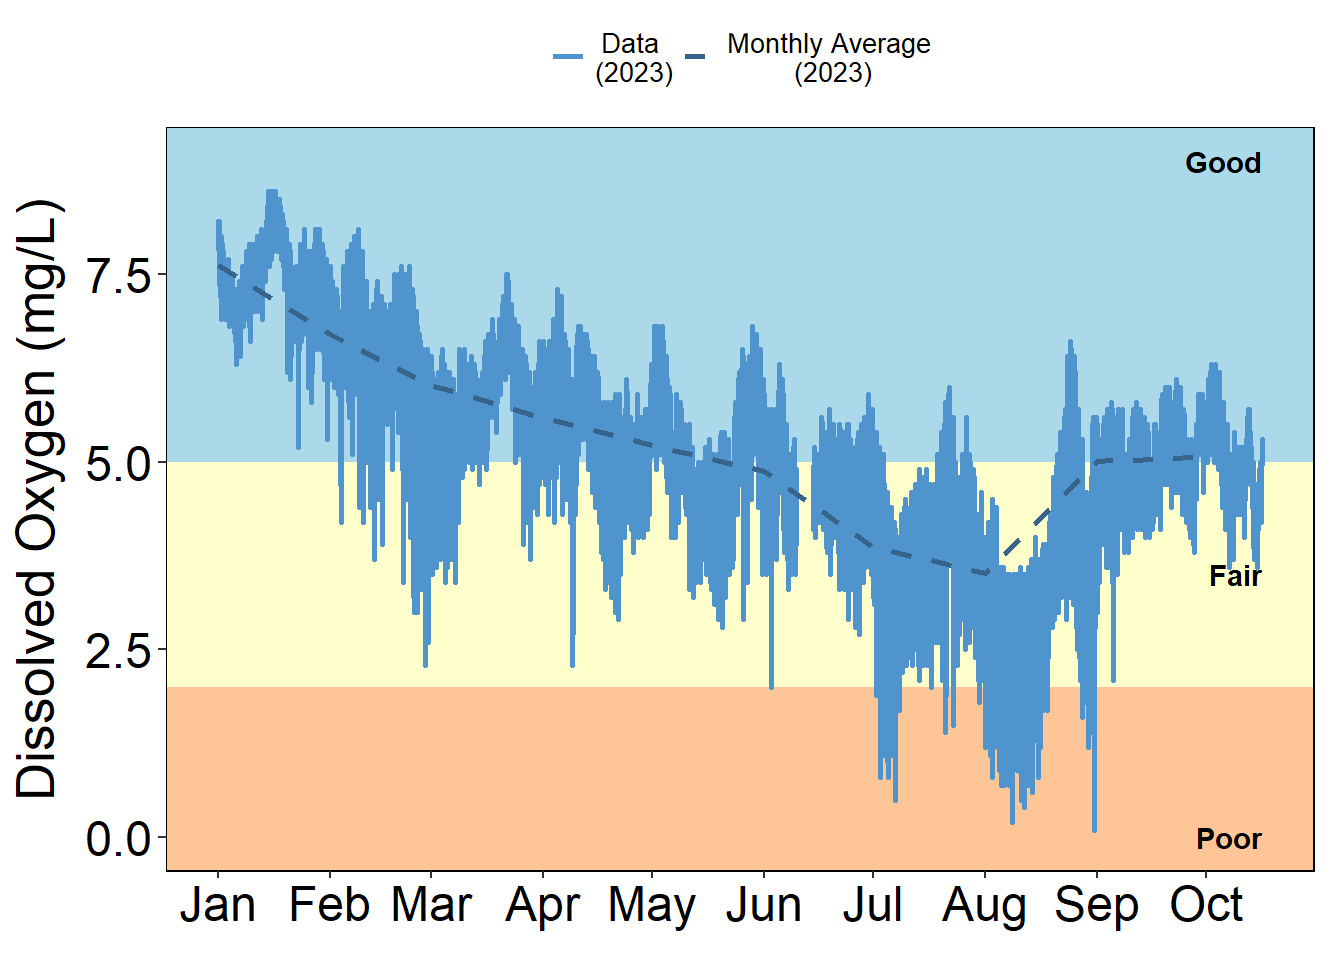 Data
(2023)
Monthly Average
(2023)
Dissolved Oxygen (mg/L)
7.5
5.0
2.5
0.0
Good
Fair
Poor
Jan Feb Mar Apr May Jun Jul Aug Sep Oct